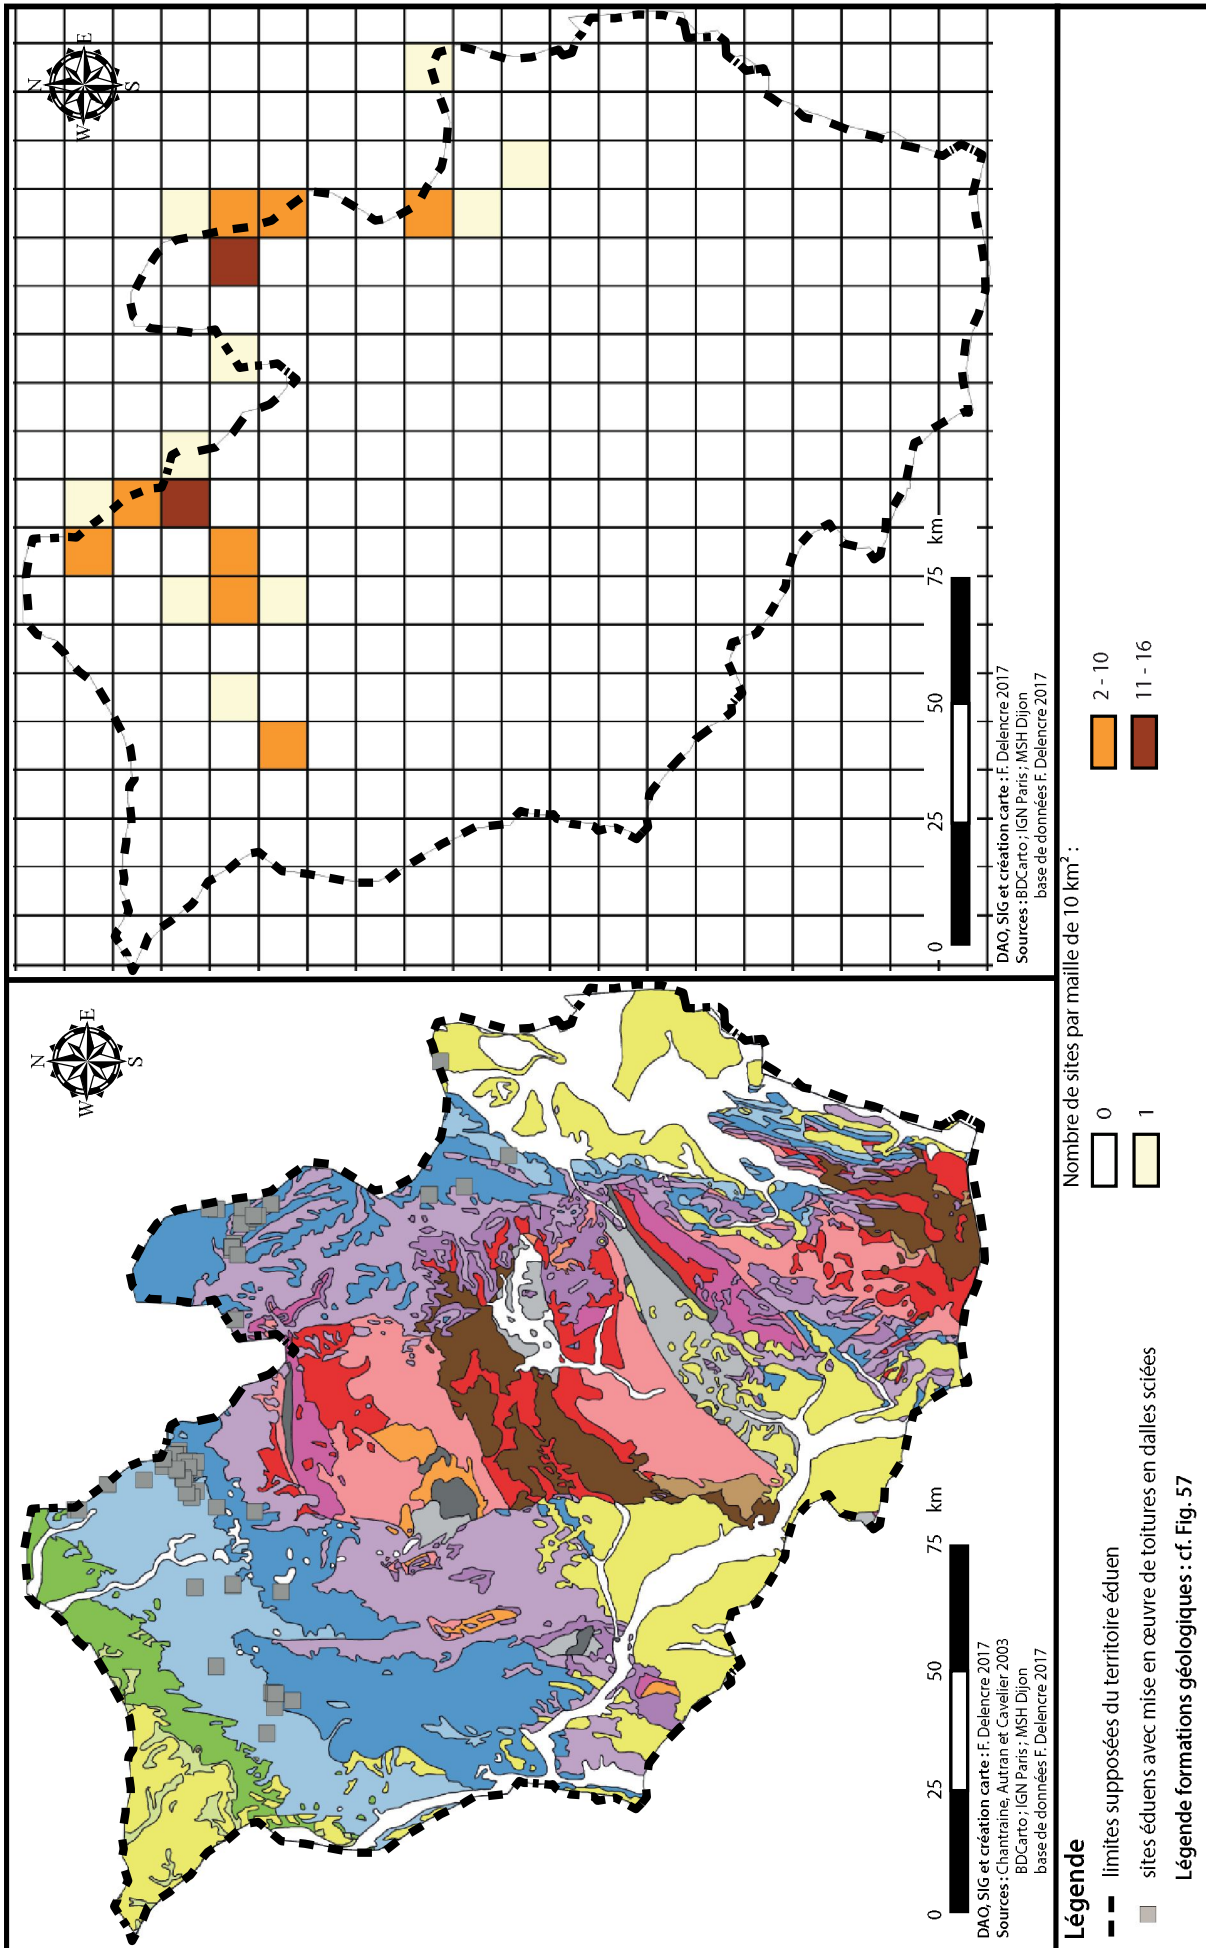 N
W
E
S
0
25
50
75
km
DAO, SIG et création carte : F. Delencre 2017
Sources : Chantraine, Autran et Cavelier 2003
BDCarto ; IGN Paris ; MSH Dijon
base de données F. Delencre 2017
N
W
E
S
0
25
50
75
km
DAO, SIG et création carte : F. Delencre 2017
Sources : BDCarto ; IGN Paris ; MSH Dijon
base de données F. Delencre 2017
Légende
limites supposées du territoire éduen
sites éduens avec mise en œuvre de toitures en dalles sciées
Légende formations géologiques : cf. Fig. 57
Nombre de sites par maille de 10 km² :
0
1
2 - 10
11 - 16